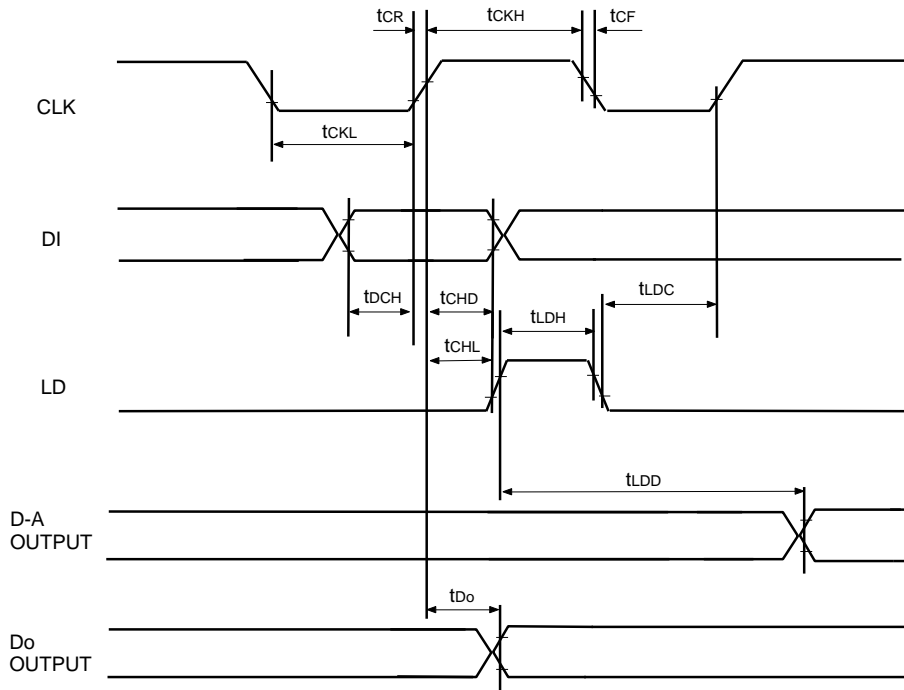 tCR
tCKH
tCF
CLK
tCKL
DI
tDCH
tCHD
tLDC
tLDH
tCHL
LD
tLDD
D-A
OUTPUT
tDo
Do
OUTPUT